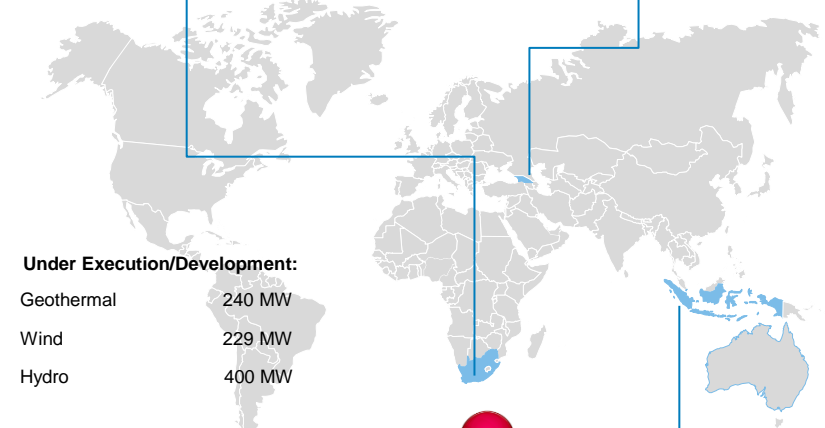 Under Execution/Development:
Geothermal 240 MW
Wind 229 MW
Hydro 400 MW